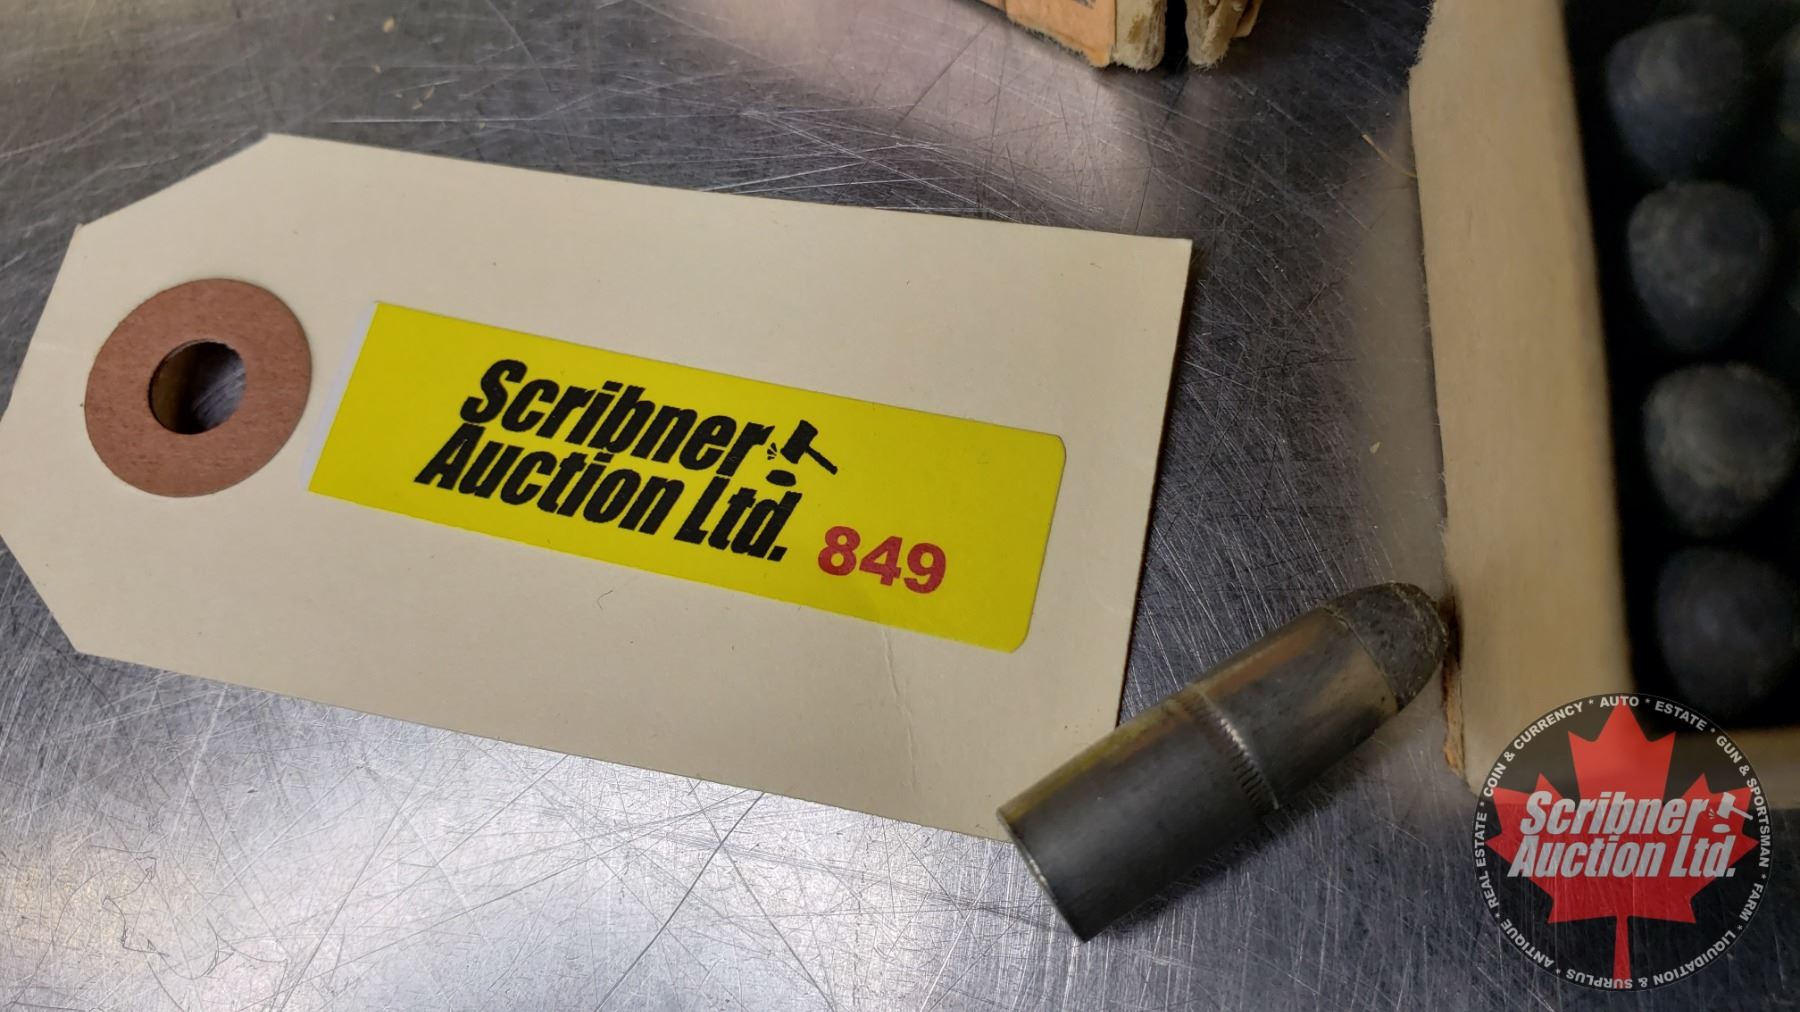 Scribner
Auction Ltd.
849
COIN & CURRENCY * AUTO * ESTATE * GUN & SPORTSMAN * FARM * LIQUIDATION & SURPLUS * ANTIQUE * REAL ESTATE *
Scribner
Auction Ltd.